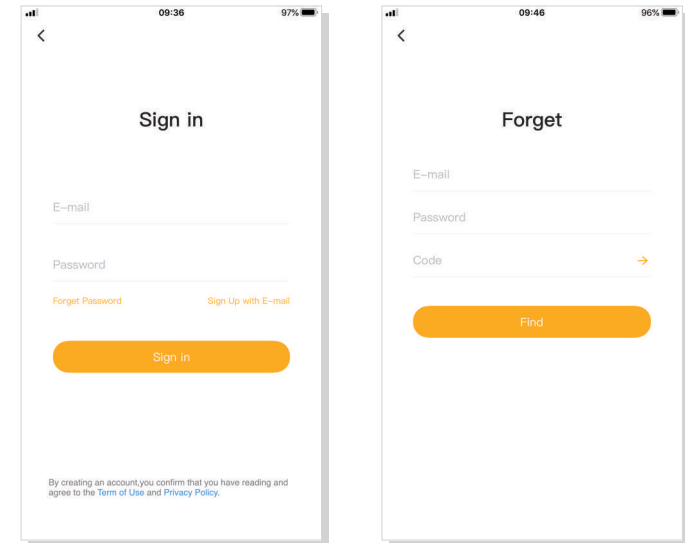 09:36
97%
Sign in
E-mail
Password
Forget Password
Sign Up with E-mail
Sign in
By creating an account,you confirm that you have reading and
agree to the Term of Use and Privacy Policy.
09:46
96%
Forget
E-mail
Password
Code
Find